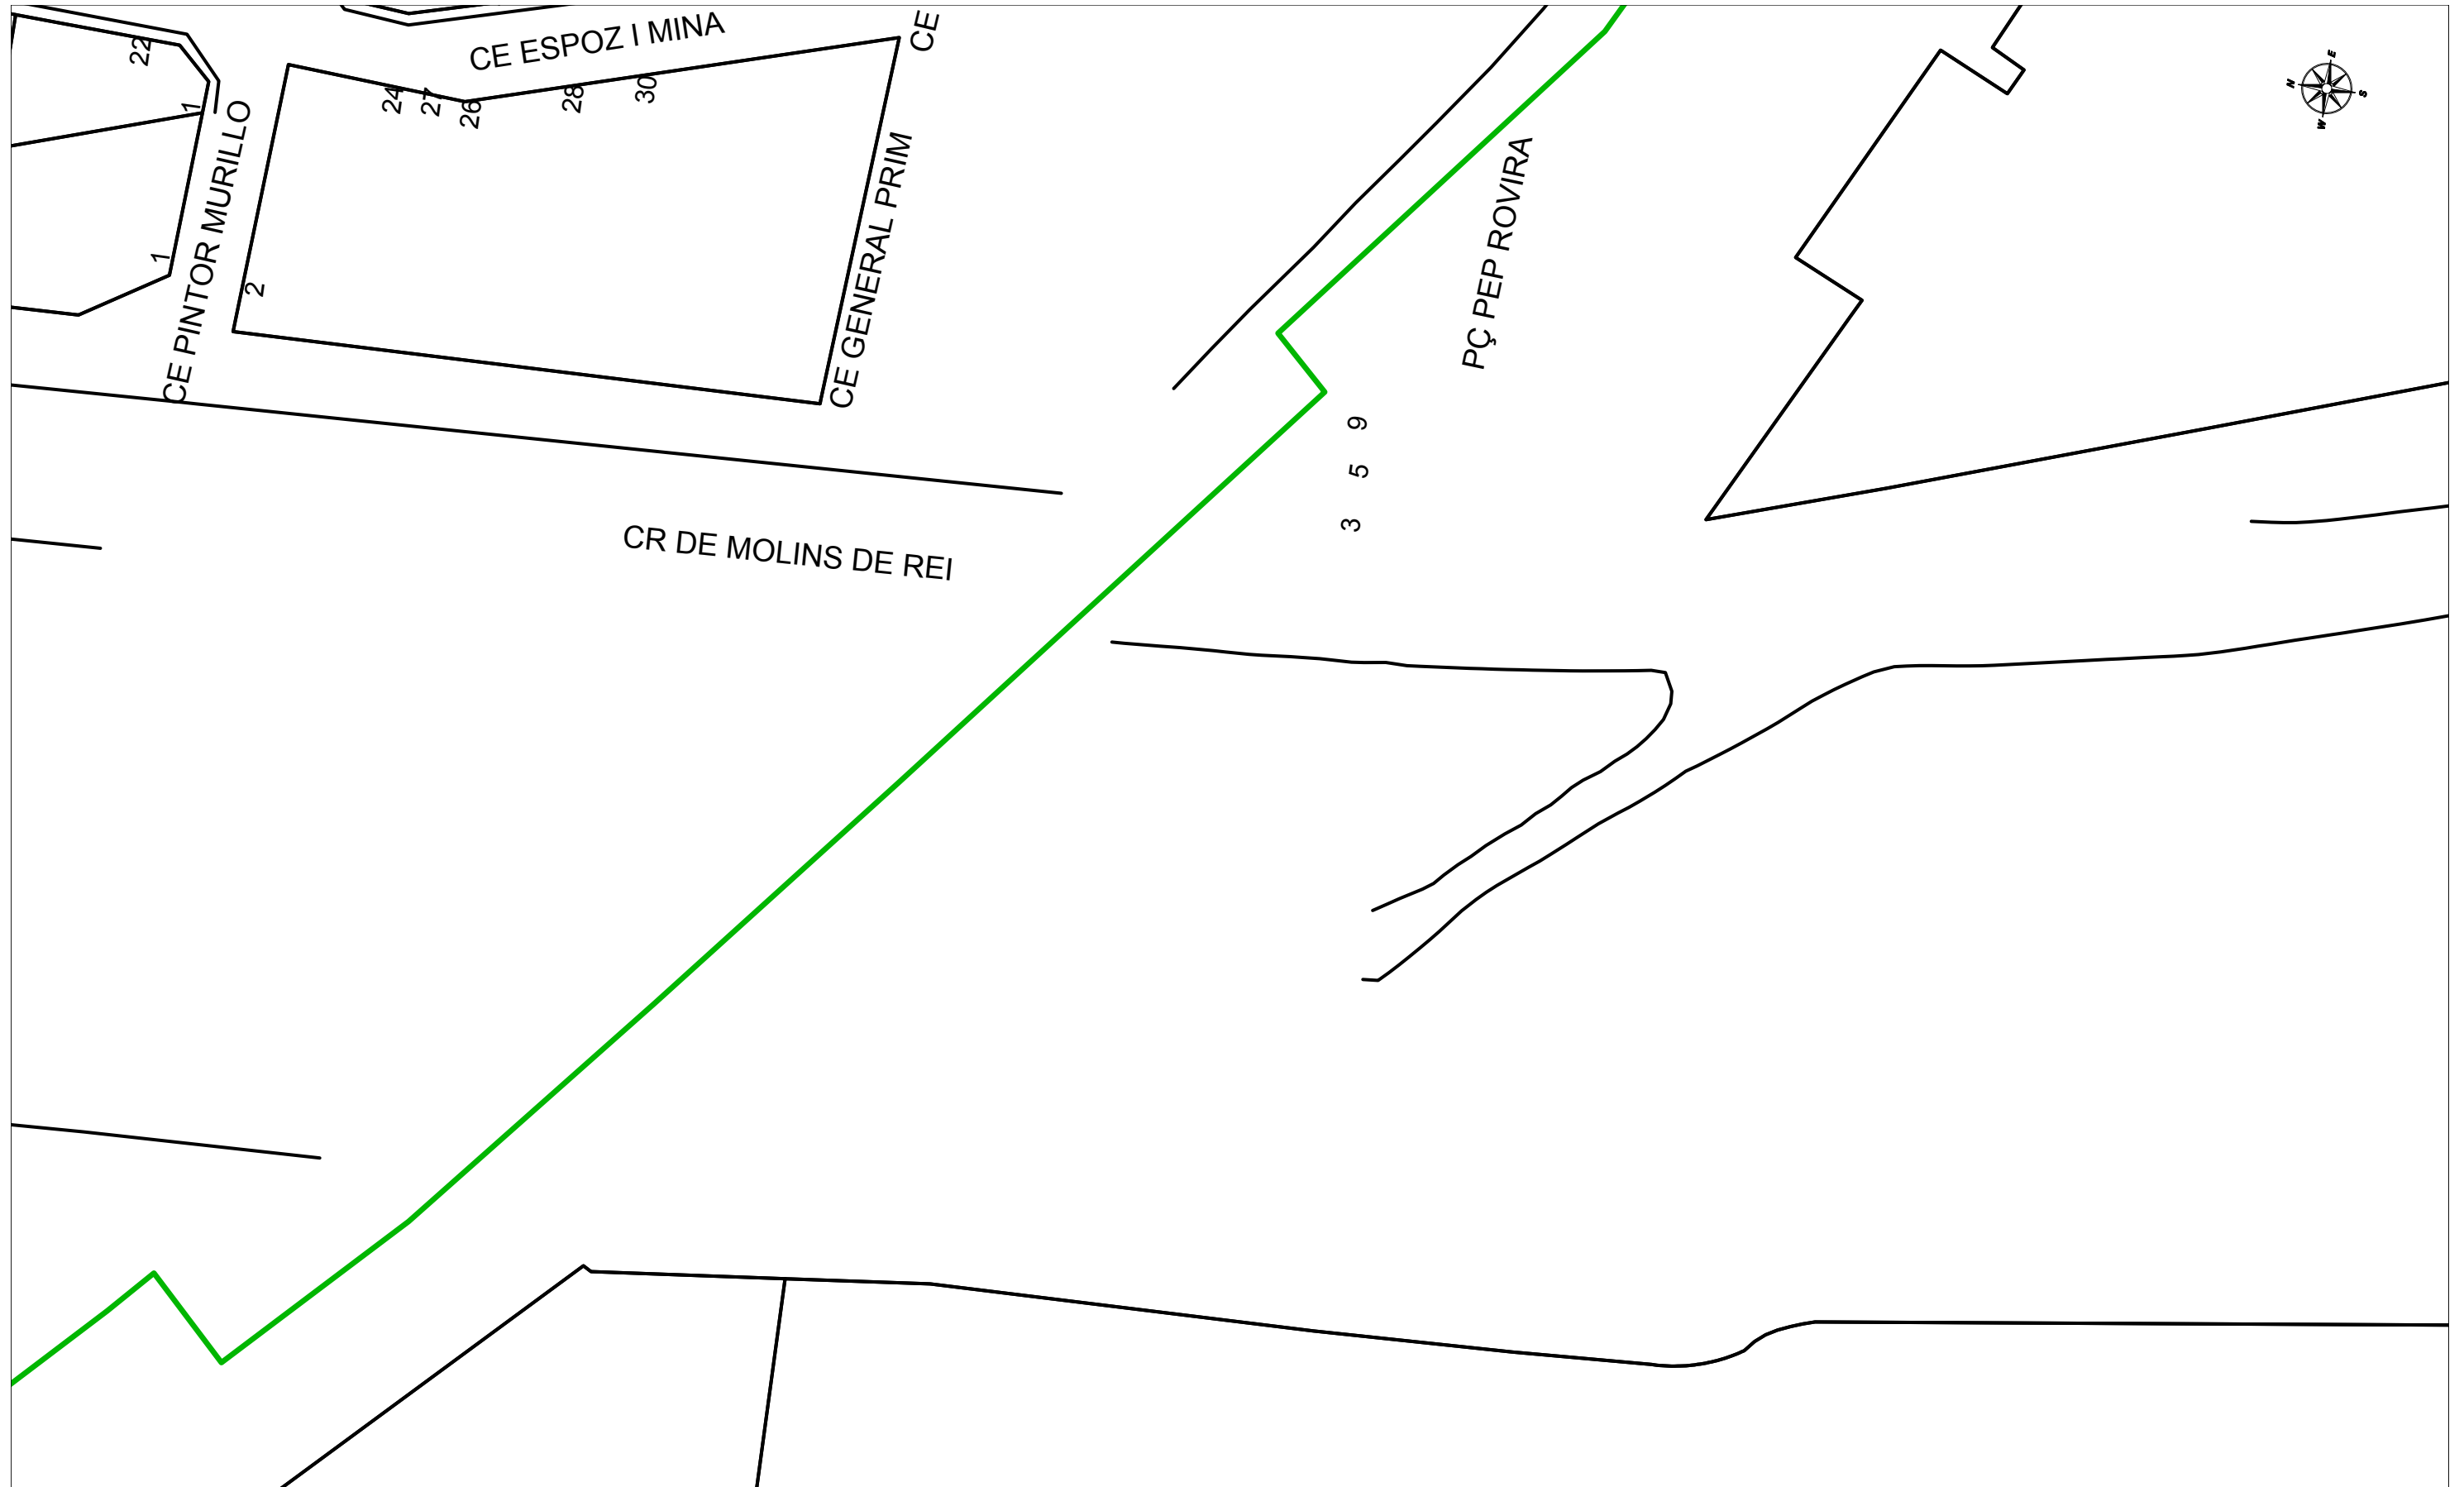 CE ESPOZ I MINA
CE
22
1
24
27
26
28
30
CE PINTOR MURILLO
CE GENERAL PRIM
PÇ PEP ROVIRA
1
2
9
5
3
CR DE MOLINS DE REI
E
N
S
W